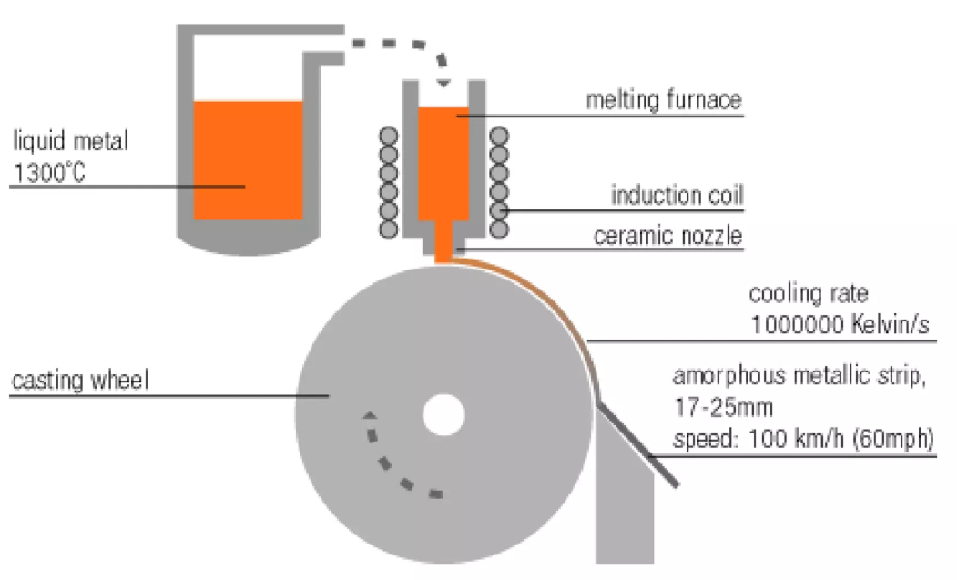 melting furnace
liquid metal
1300°C
induction coil
ceramic nozzle
cooling rate
1000000 Kelvin/s
casting wheel
amorphous metallic strip,
17-25mm
speed: 100 km/h (60mph)